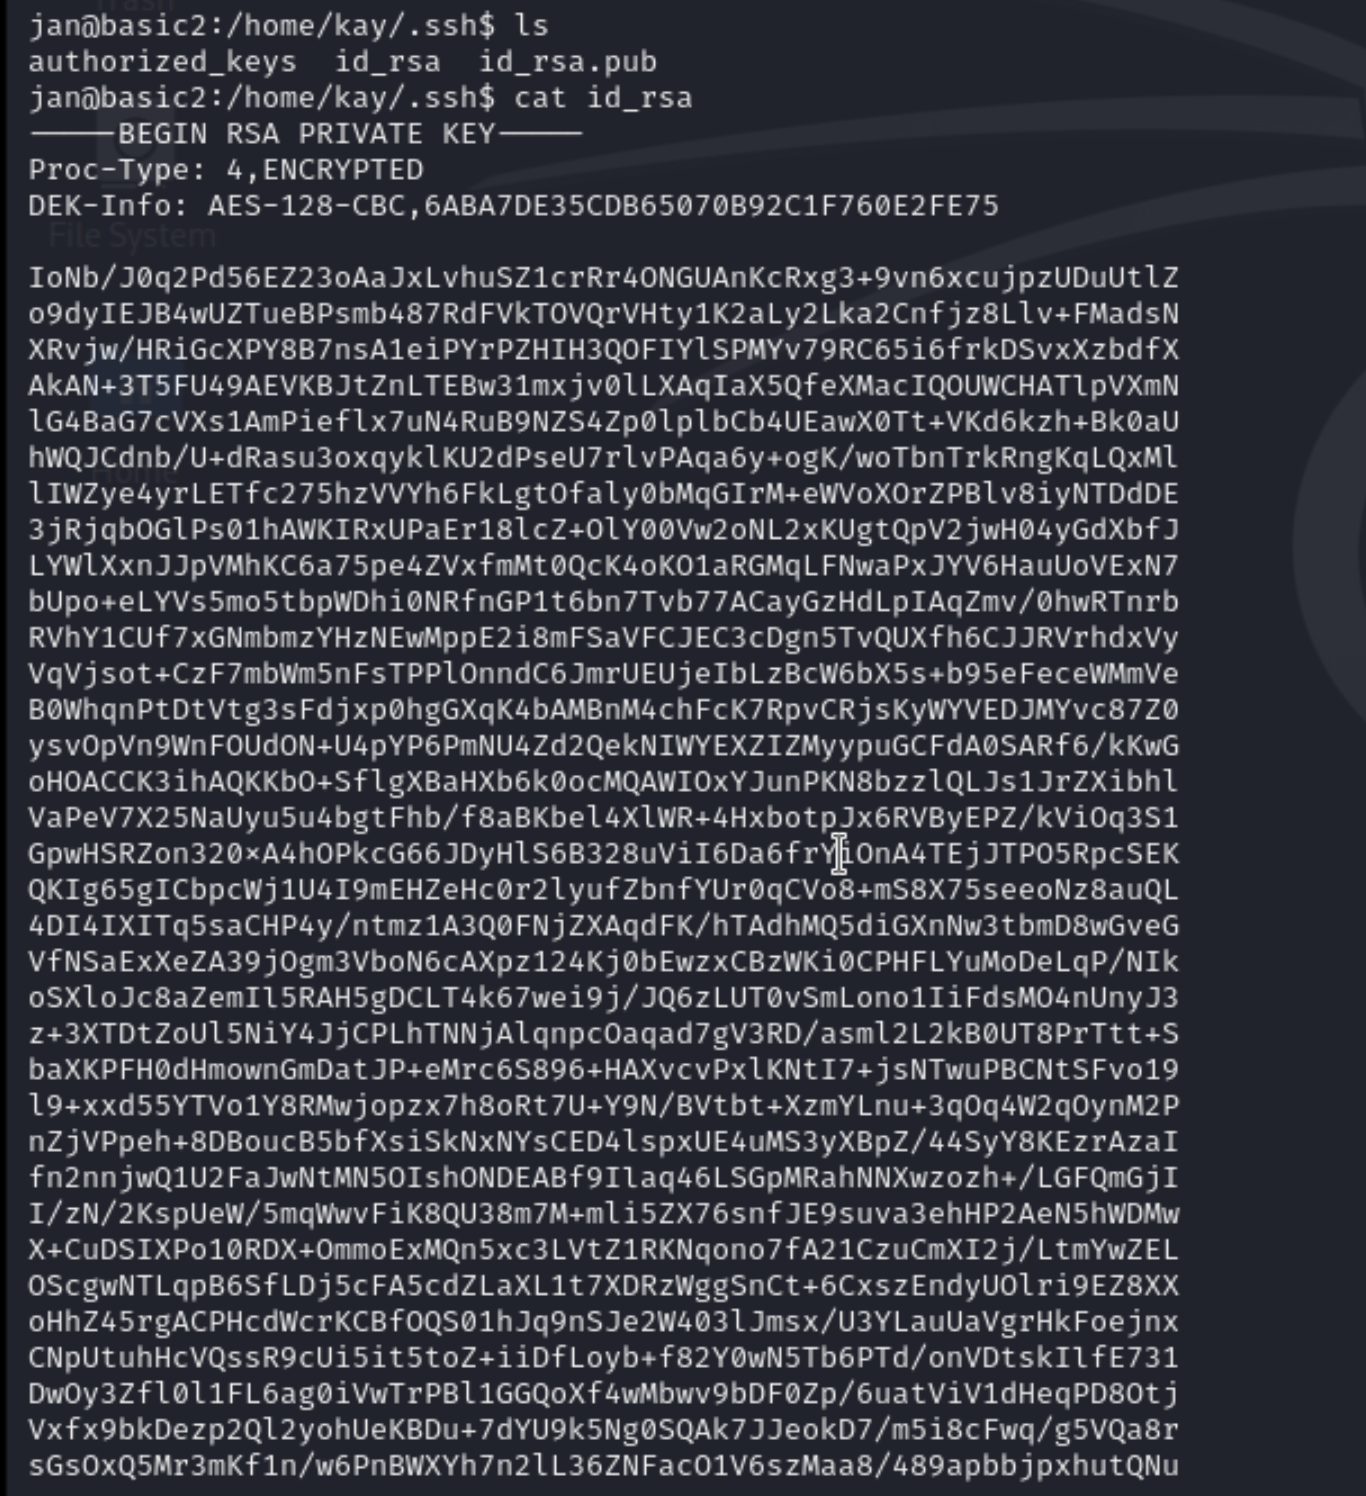 jan@basic2:/home/kay/.ssh$ ls
authorized_keys  id_rsa  id_rsa.pub
jan@basic2:/home/kay/.ssh$ cat id_rsa
-----BEGIN RSA PRIVATE KEY-----
Proc-Type: 4,ENCRYPTED
DEK-Info: AES-128-CBC,6ABA7DE35CDB65070B92C1F760E2FE75
File System
IoNb/J0q2Pd56EZ23oAaJxLvhuSZ1crRr4ONGUAnKcRxg3+9vn6xcujpzUDuUtlZ
o9dyIEJB4wUZTueBPsmb487RdFVkTOVQrVHty1K2aLy2Lka2Cnfjz8Llv+FMadsN
XRvjw/HRiGcXPY8B7nsA1eiPYrPZHIH3QOFIYlSPMYv79RC65i6frkDSvxXzbdfX
AkAN+3T5FU49AEVKBJtZnLTEBw31mxjv0lLXAqIaX5QfeXMacIQOUWCHATlpVXmN
lG4BaG7cVXs1AmPieflx7uN4RuB9NZS4Zp0lplbCb4UEawX0Tt+VKd6kzh+Bk0aU
hWQJCdnb/U+dRasu3oxqyklKU2dPseU7rlvPAqa6y+ogK/woTbnTrkRngKqLQxMl
lIWZye4yrLETfc275hzVVYh6FkLgtOfaly0bMqGIrM+eWVoXOrZPBlv8iyNTDdDE
3jRjqbOGlPs01hAWKIRxUPaEr18lcZ+OlY00Vw2oNL2xKUgtQpV2jwH04yGdXbfJ
LYWlXxnJJpVMhKC6a75pe4ZVxfmMt0QcK4oKO1aRGMqLFNwaPxJYV6HauUoVExN7
bUpo+eLYVs5mo5tbpWDhi0NRfnGP1t6bn7Tvb77ACayGzHdLpIAqZmv/0hwRTnrb
RVhY1CUf7xGNmbmzYHzNEwMppE2i8mFSaVFCJEC3cDgn5TvQUXfh6CJJRVrhdxVy
VqVjsot+CzF7mbWm5nFsTPPlOnndC6JmrUEUjeIbLzBcW6bX5s+b95eFeceWMmVe
B0WhqnPtDtVtg3sFdjxp0hgGXqK4bAMBnM4chFcK7RpvCRjsKyWYVEDJMYvc87Z0
ysvOpVn9WnFOUdON+U4pYP6PmNU4Zd2QekNIWYEXZIZMyypuGCFdA0SARf6/kKwG
oHOACCK3ihAQKKbO+SflgXBaHXb6k0ocMQAWIOxYJunPKN8bzzlQLJs1JrZXibhl
VaPeV7X25NaUyu5u4bgtFhb/f8aBKbel4XlWR+4HxbotpJx6RVByEPZ/kViOq3S1
GpwHSRZon320×A4hOPkcG66JDyHlS6B328uViI6Da6frYiOnA4TEjJTPO5RpcSEK
QKIg65gICbpcWj1U4I9mEHZeHc0r2lyufZbnfYUr0qCVo8+mS8X75seeoNz8auQL
4DI4IXITq5saCHP4y/ntmz1A3Q0FNjZXAqdFK/hTAdhMQ5diGXnNw3tbmD8wGveG
VfNSaExXeZA39jOgm3VboN6cAXpz124Kj0bEwzxCBzWKi0CPHFLYuMoDeLqP/NIk
oSXloJc8aZemIl5RAH5gDCLT4k67wei9j/JQ6zLUT0vSmLono1IiFdsMO4nUnyJ3
z+3XTDtZoUl5NiY4JjCPLhTNNjAlqnpcOaqad7gV3RD/asml2L2kB0UT8PrTtt+S
baXKPFH0dHmownGmDatJP+eMrc6S896+HAXvcvPxlKNtI7+jsNTwuPBCNtSFvo19
l9+xxd55YTVo1Y8RMwjopzx7h8oRt7U+Y9N/BVtbt+XzmYLnu+3qOq4W2qOynM2P
nZjVPpeh+8DBoucB5bfXsiSkNxNYsCED4lspxUE4uMS3yXBpZ/44SyY8KEzrAzaI
fn2nnjwQ1U2FaJwNtMN5OIshONDEABf9Ilaq46LSGpMRahNNXwzozh+/LGFQmGjI
I/zN/2KspUeW/5mqWwvFiK8QU38m7M+mli5ZX76snfJE9suva3ehHP2AeN5hWDMw
X+CuDSIXPo10RDX+OmmoExMQn5xc3LVtZ1RKNqono7fA21CzuCmXI2j/LtmYwZEL
OScgwNTLqpB6SfLDj5cFA5cdZLaXL1t7XDRzWggSnCt+6CxszEndyUOlri9EZ8XX
oHhZ45rgACPHcdWcrKCBfOQS01hJq9nSJe2W403lJmsx/U3YLauUaVgrHkFoejnx
CNpUtuhHcVQssR9cUi5it5toZ+iiDfLoyb+f82Y0wN5Tb6PTd/onVDtskIlfE731
DwOy3Zfl0l1FL6ag0iVwTrPBl1GGQoXf4wMbwv9bDF0Zp/6uatViV1dHeqPD8Otj
Vxfx9bkDezp2Ql2yohUeKBDu+7dYU9k5Ng0SQAk7JJeokD7/m5i8cFwq/g5VQa8r
sGsOxQ5Mr3mKf1n/w6PnBWXYh7n2lL36ZNFacO1V6szMaa8/489apbbjpxhutQNu